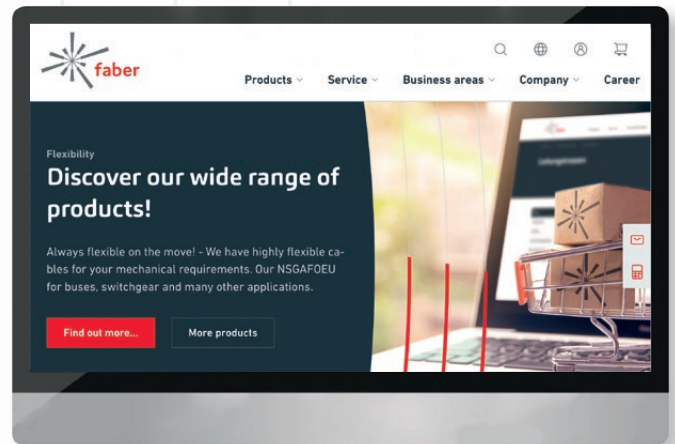 faber
Products
Service
Business areas
Company
Career
Flexibility
Discover our wide range of
products!
Always flexible on the move! - We have highly flexible ca-
bles for your mechanical requirements. Our NSGAFOEU
for buses, switchgear and many other applications.
Find out more...
More products